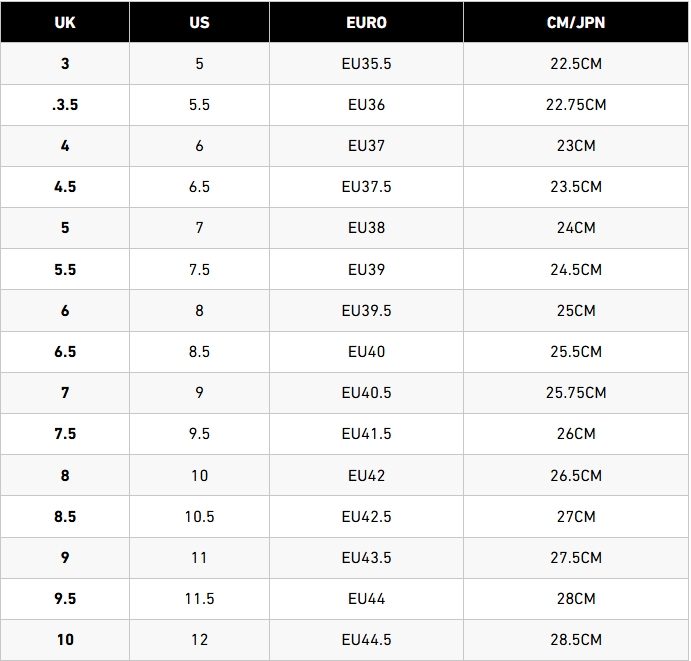 UK US EURO CM/JPN
3 5 EU35.5 22.5CM
.3.5 5.5 EU36 22.75CM
4 6 EU37 23CM
4.5 6.5 EU37.5 23.5CM
5 7 EU38 24CM
5.5 7.5 EU39 24.5CM
6 8 EU39.5 25CM
6.5 8.5 EU40 25.5CM
7 9 EU40.5 25.75CM
7.5 9.5 EU41.5 26CM
8 10 EU42 26.5CM
8.5 10.5 EU42.5 27CM
9 11 EU43.5 27.5CM
9.5 11.5 EU44 28CM
10 12 EU44.5 28.5CM